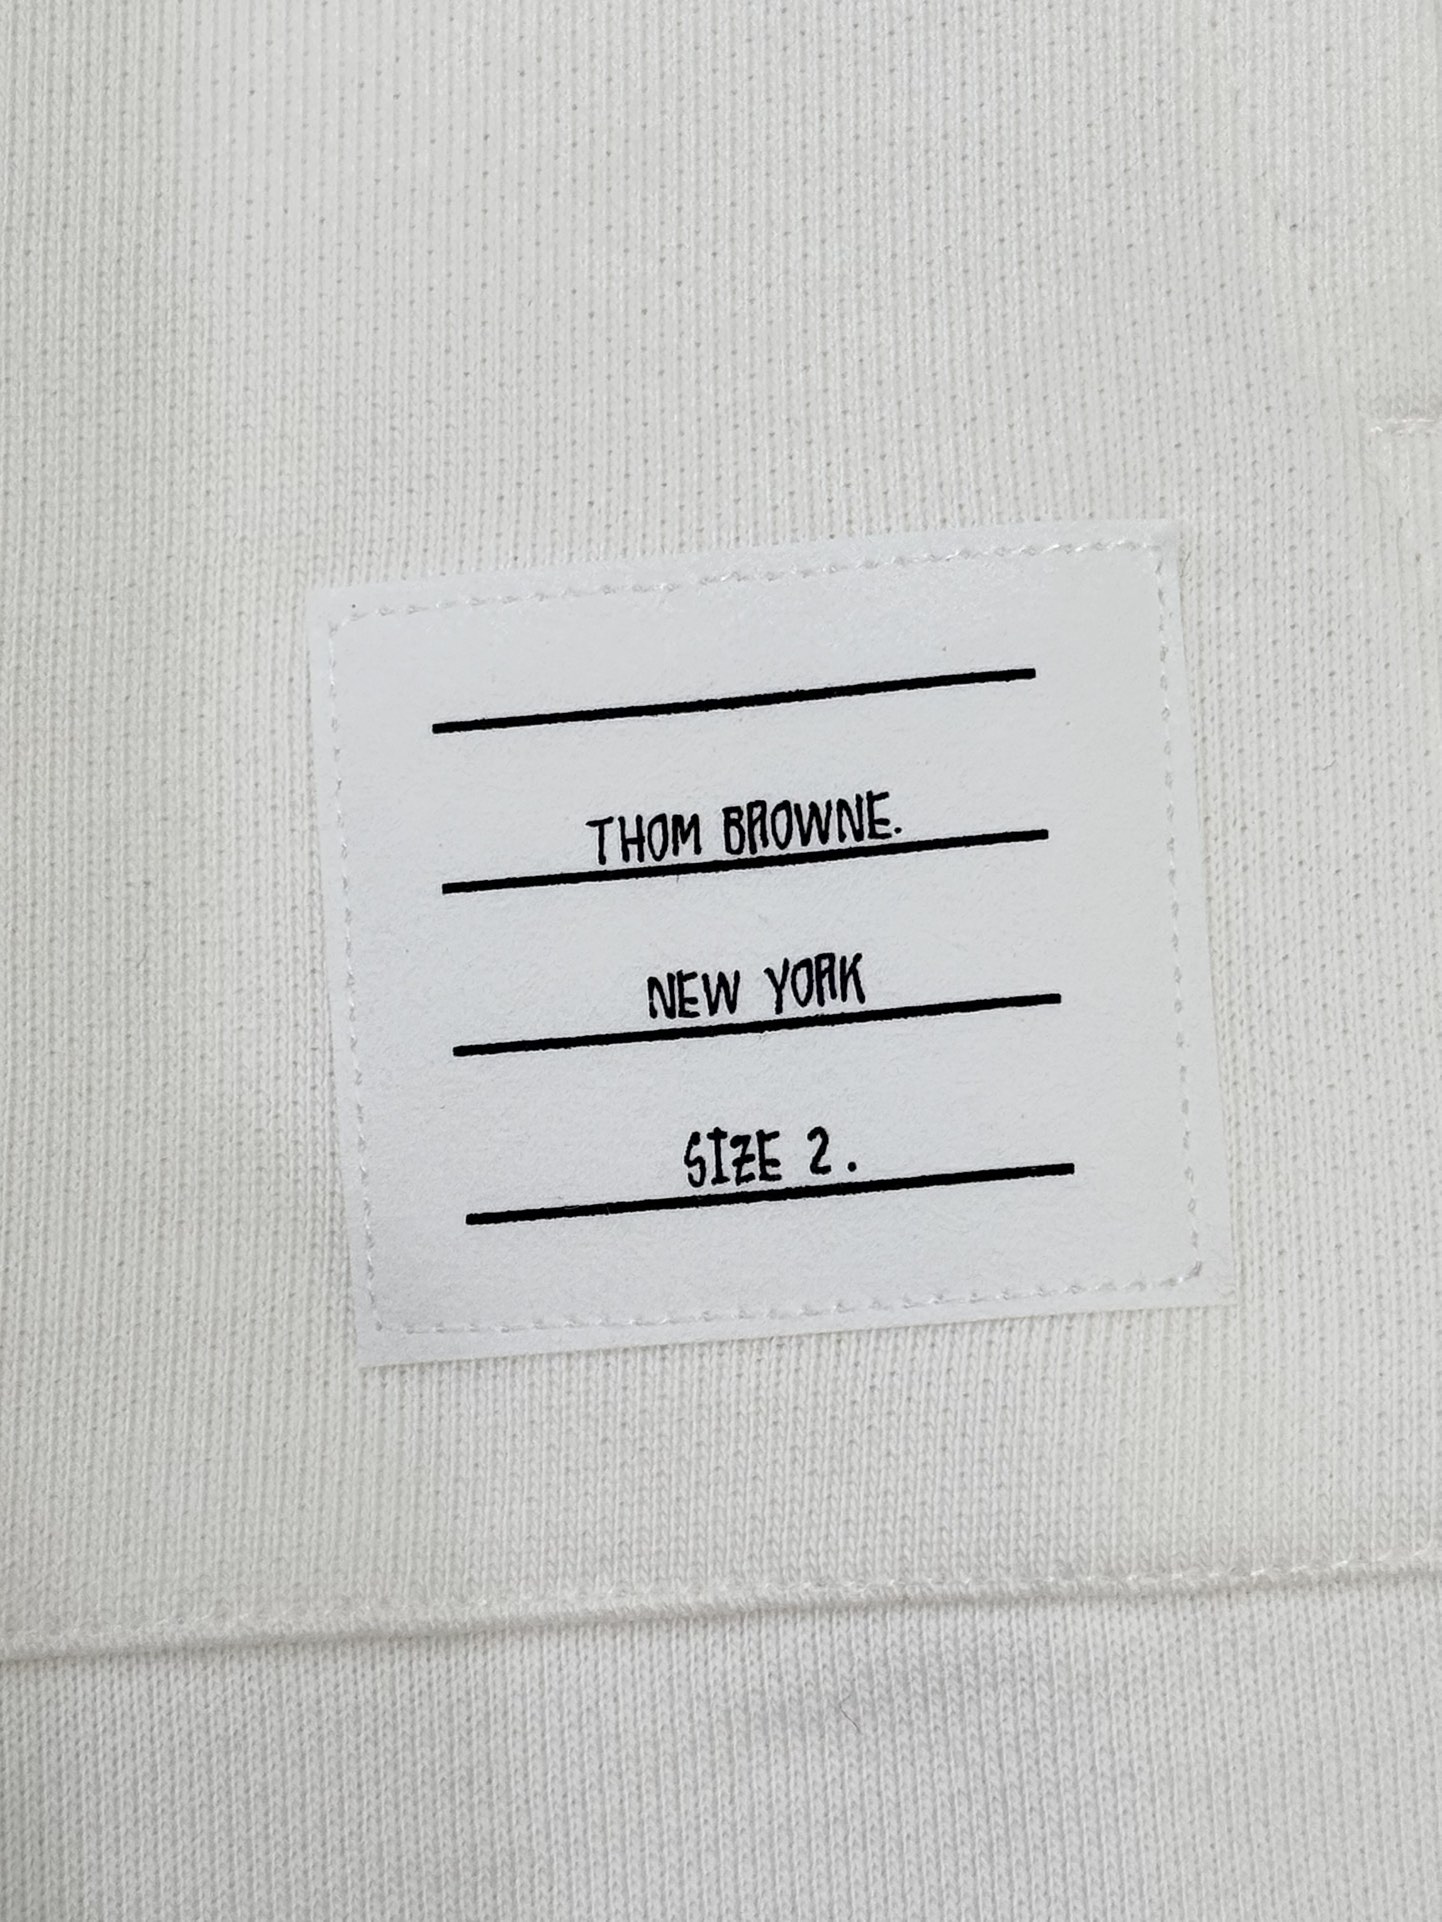 THOM BROWNE.
NEW YORK
SIZE 2.